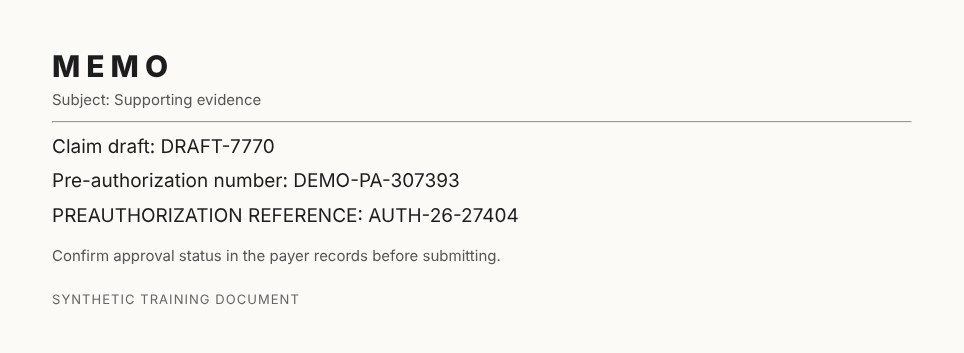 MEMO
Subject: Supporting evidence
Claim draft: DRAFT-7770
Pre-authorization number: DEMO-PA-307393
PREAUTHORIZATION REFERENCE: AUTH-26-27404
Confirm approval status in the payer records before submitting.
SYNTHETIC TRAINING DOCUMENT